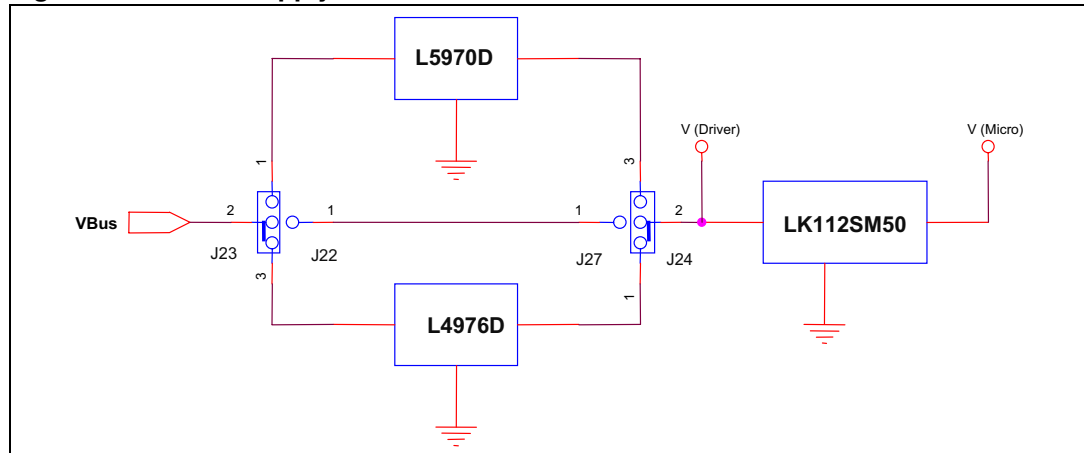 L5970D
V (Driver)
V (Micro)
1
3
VBus
2
1
1
2
LK112SM50
J23
J22
J27
J24
3
1
L4976D